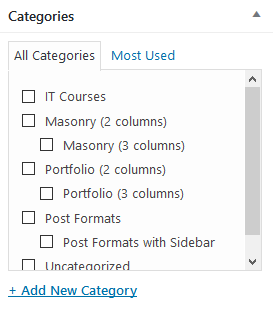 Categories
All Categories Most Used
IT Courses
Masonry (2 columns)
Masonry (3 columns)
Portfolio (2 columns)
Portfolio (3 columns)
Post Formats
Post Formats with Sidebar
Uncategorized
+ Add New Category